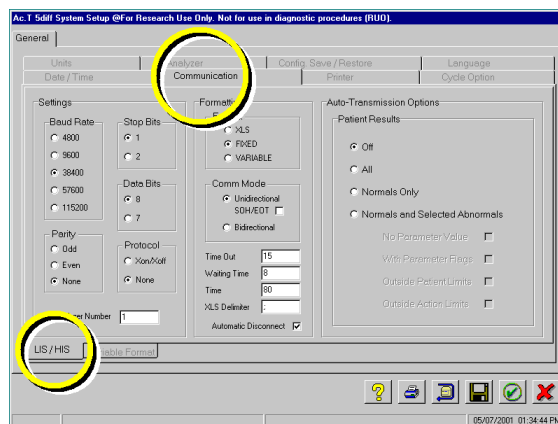 Ac.T 5diff System Setup @For Research Use Only. Not for use in diagnostic procedures (RUO).
General
Units Analyzer Config. Save / Restore Language
Date / Time Communication Printer Cycle Option
Settings
Baud Rate
4800
9600
38400
57600
115200
Parity
Odd
Even
None
Stop Bits
1
2
Data Bits
8
7
Protocol
Xon/Xoff
None
Number 1
Formatting
XLS
FIXED
VARIABLE
Comm Mode
Unidirectional
SOH/EOT
Bidirectional
Time Out 15
Waiting Time 8
Time 80
XLS Delimiter ;
Automatic Disconnect
Auto-Transmission Options
Patient Results
Off
All
Normals Only
Normals and Selected Abnormals
No Parameter Value
With Parameter Flags
Outside Patient Limits
Outside Action Limits
LIS / HIS Variable Format
05/07/2001 01:34:44 PM